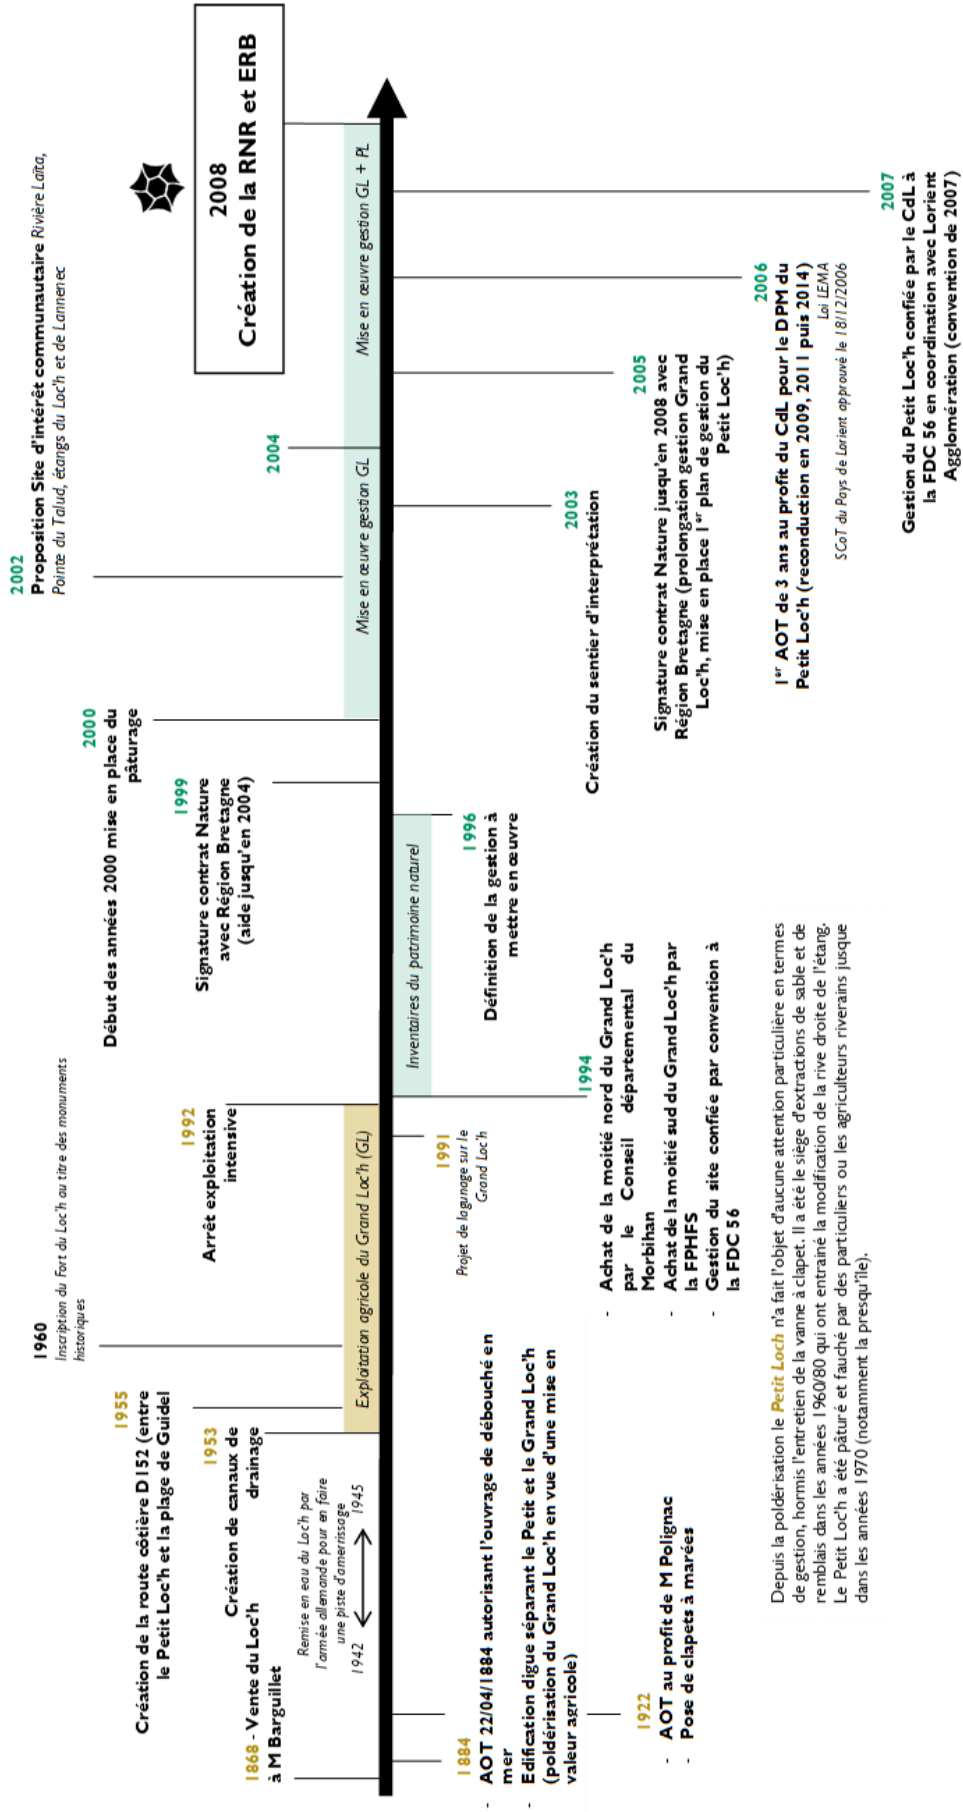 1868 - Vente du Loc'h
à M Barguillet
Remise en eau du Loc'h par
l'armée allemande pour en faire
une piste d'amerrissage
1942
1945
1953
Création de canaux de
drainage
1955
Création de la route côtière D152 (entre
le Petit Loc'h et la plage de Guidel
1960
Inscription du Fort du Loc'h au titre des monuments
historiques
1992
Arrêt exploitation
intensive
1999
Signature contrat Nature
avec Région Bretagne
(aide jusqu'en 2004)
2000
Début des années 2000 mise en place du
pâturage
2002
Proposition Site d'intérêt communautaire Rivière Laïta,
Pointe du Talud, étangs du Loc'h et de Lannenec
2004
2008
Création de la RNR et ERB
Exploitation agricole du Grand Loc'h (GL)
Inventaires du patrimoine naturel
Mise en œuvre gestion GL
Mise en œuvre gestion GL + PL
1884
- AOT 22/04/1884 autorisant l'ouvrage de débouché en
mer
- Edification digue séparant le Petit et le Grand Loc'h
(poldérisation du Grand Loc'h en vue d'une mise en
valeur agricole)
1922
- AOT au profit de M Polignac
- Pose de clapets à marées
1991
Projet de lagunage sur le
Grand Loc'h
1994
- Achat de la moitié nord du Grand Loc'h
par le Conseil départemental du
Morbihan
- Achat de la moitié sud du Grand Loc'h par
la FPHFS
- Gestion du site confiée par convention à
la FDC 56
1996
Définition de la gestion à
mettre en œuvre
2003
Création du sentier d'interprétation
2005
Signature contrat Nature jusqu'en 2008 avec
Région Bretagne (prolongation gestion Grand
Loc'h, mise en place 1er plan de gestion du
Petit Loc'h)
2006
1er AOT de 3 ans au profit du CdL pour le DPM du
Petit Loc'h (reconduction en 2009, 2011 puis 2014)
Loi LEMA
SCoT du Pays de Lorient approuvé le 18/12/2006
2007
Gestion du Petit Loc'h confiée par le CdL à
la FDC 56 en coordination avec Lorient
Agglomération (convention de 2007)
Depuis la poldérisation le Petit Loch n'a fait l'objet d'aucune attention particulière en termes
de gestion, hormis l'entretien de la vanne à clapet. Il a été le siège d'extractions de sable et de
remblais dans les années 1960/80 qui ont entrainé la modification de la rive droite de l'étang.
Le Petit Loc'h a été pâturé et fauché par des particuliers ou les agriculteurs riverains jusque
dans les années 1970 (notamment la presqu'île).